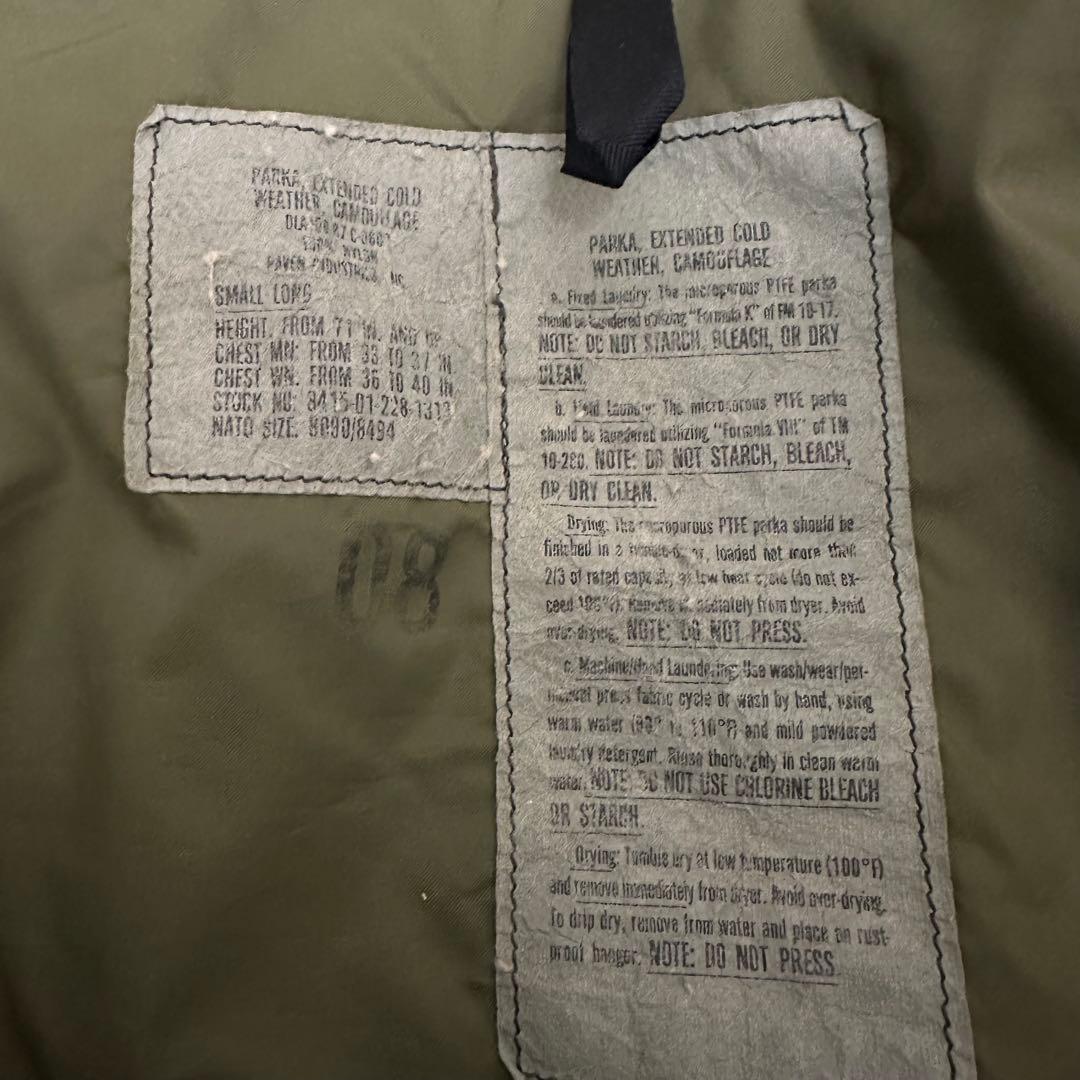 PARKA, EXTENDED COLD
WEATHER, CAMOUFLAGE
100% NYLON
SMALL LONG
HEIGHT. FROM 71 IN. AND UP
CHEST MN: FROM 33 TO 37 IN.
CHEST WN. FROM 36 TO 40 IN.
STOCK NO: 8415-01-228-1313
NATO SIZE. 8090/8494
08
PARKA, EXTENDED COLD
WEATHER, CAMOUFLAGE
a. Fixed Laundry: The microporous PTFE parka
should be laundered utilizing "Formula X" of FM 10-17.
NOTE: DO NOT STARCH, BLEACH, OR DRY
CLEAN.
b. Field Laundry: The microporous PTFE parka
should be laundered utilizing "Formula VIII" of TM
10-280. NOTE: DO NOT STARCH, BLEACH,
OR DRY CLEAN.
Drying: The microporous PTFE parka should be
finished in a loaded not more than
2/3 of rated capacity at low heat cycle (do not ex-
ceed Remove immediately from dryer. Avoid
over-drying. NOTE: DO NOT PRESS.
c. Machine/Hand Laundering: Use wash/wear/per-
manent press fabric cycle or wash by hand, using
warm water to 110°F) and mild powdered
laundry detergent. Rinse thoroughly in clean warm
water. NOTE: DO NOT USE CHLORINE BLEACH
OR STARCH.
Drying: Tumble dry at low temperature (100°F)
and remove immediately from dryer. Avoid over-drying.
To drip dry, remove from water and place on rust-
proof hanger. NOTE: DO NOT PRESS